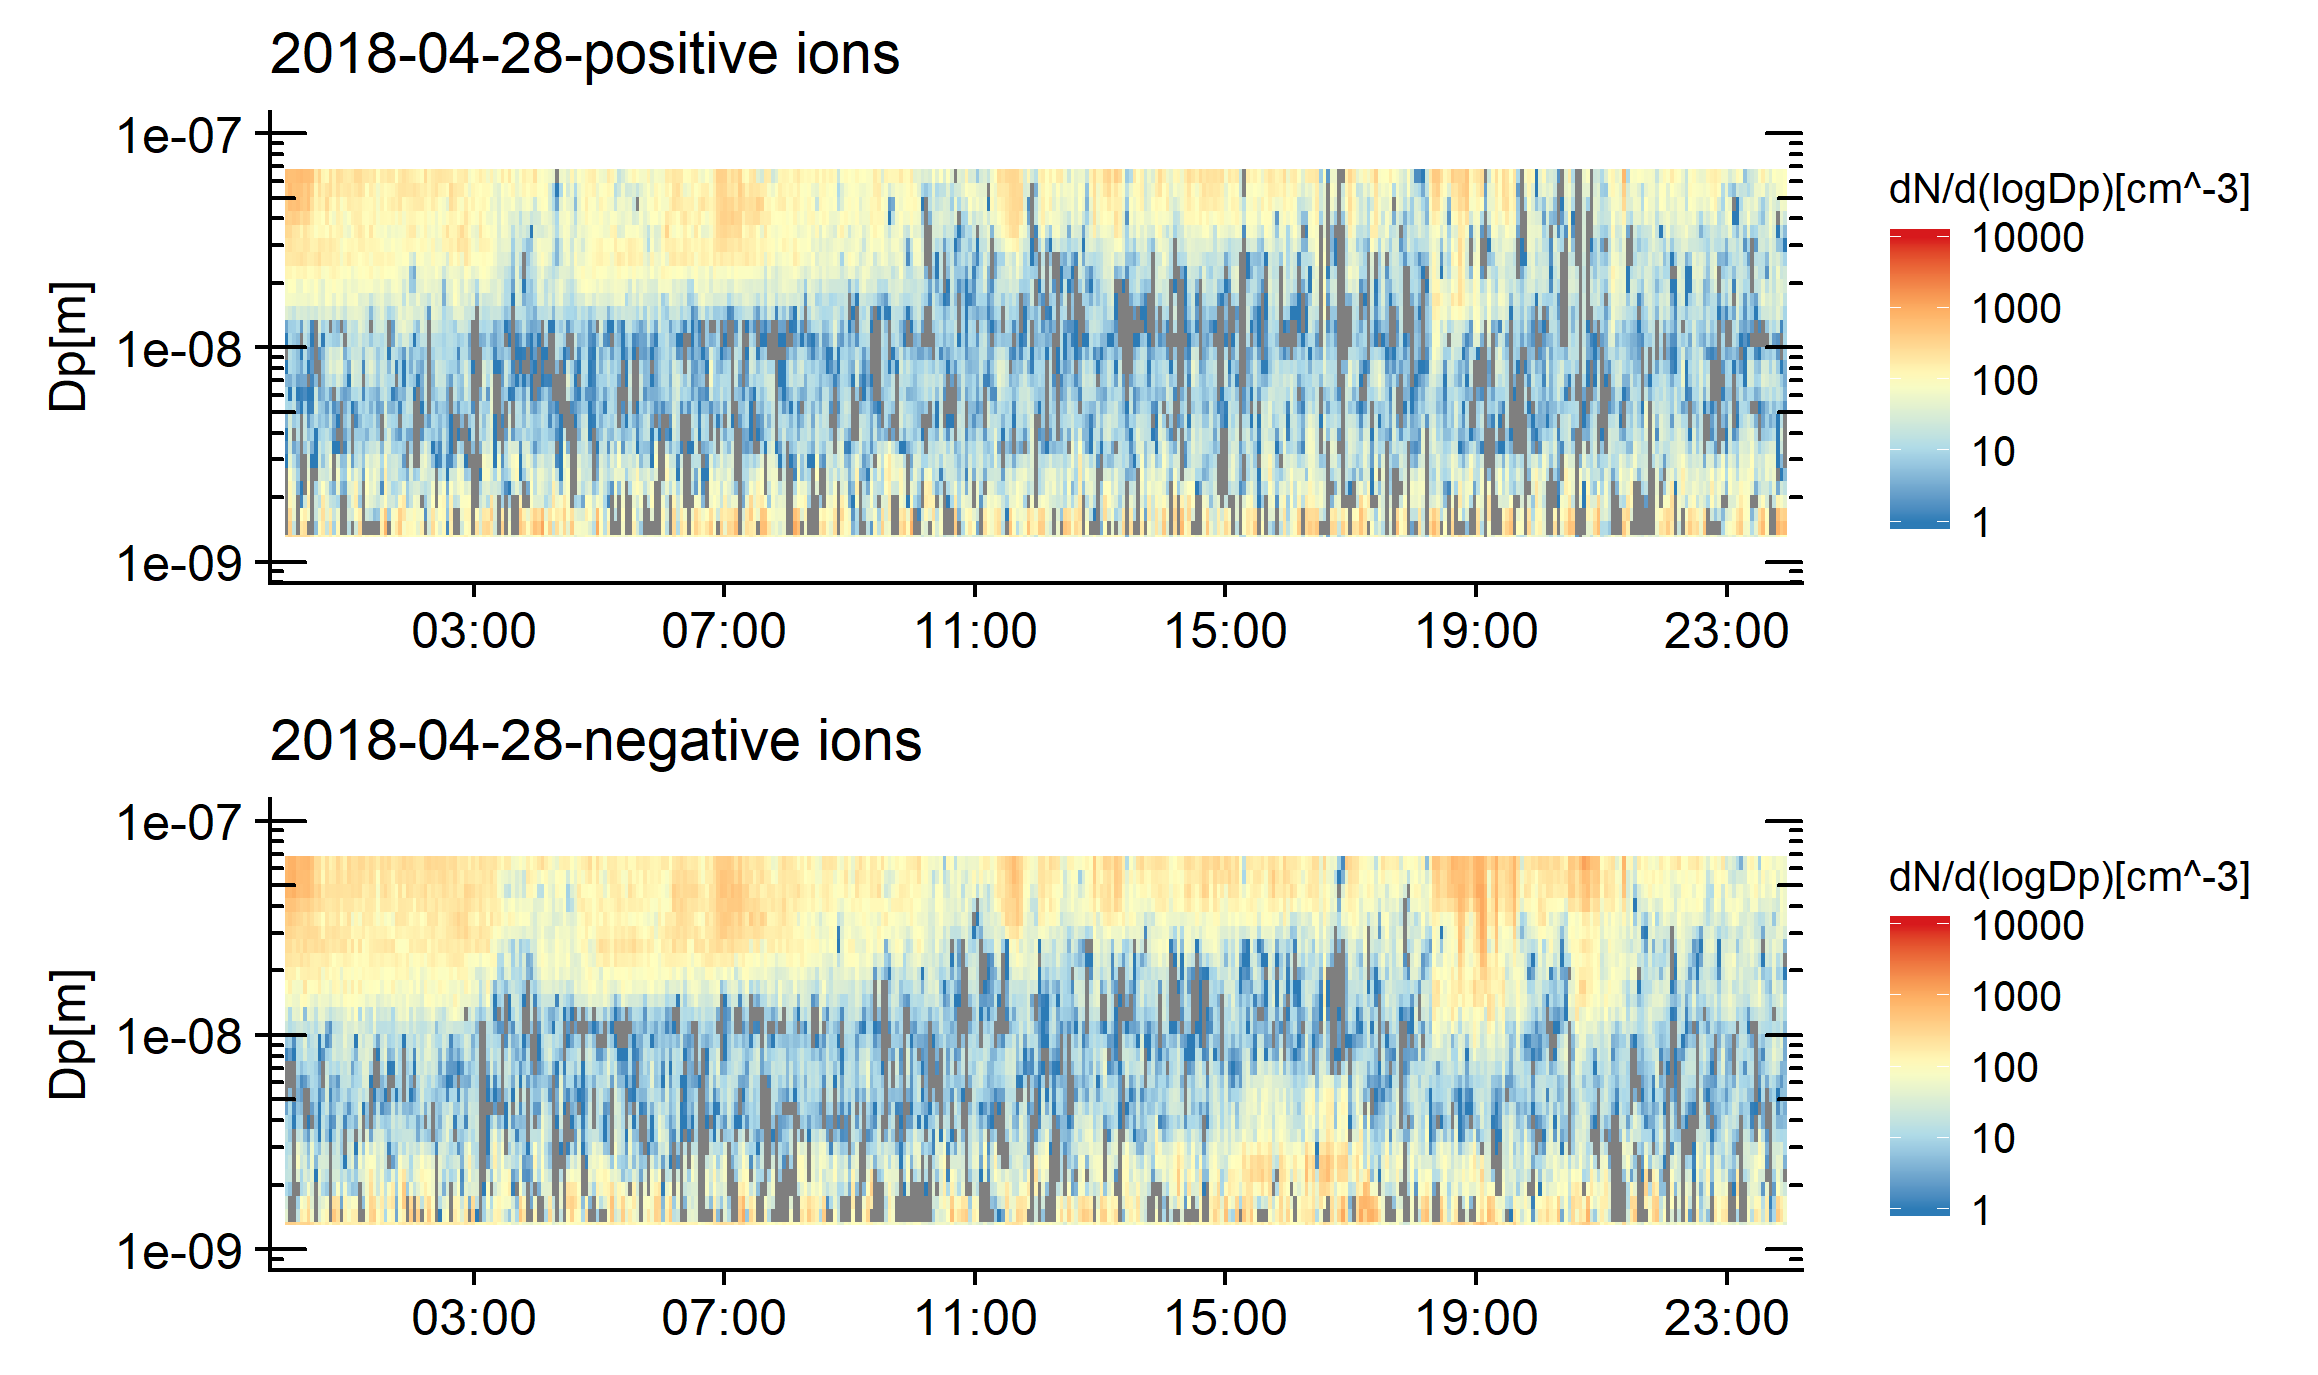 2018-04-28-positive ions
Dp[m]
1e-07
1e-08
1e-09
03:00 07:00 11:00 15:00 19:00 23:00
dN/d(logDp)[cm^-3]
10000
1000
100
10
1
2018-04-28-negative ions
Dp[m]
1e-07
1e-08
1e-09
03:00 07:00 11:00 15:00 19:00 23:00
dN/d(logDp)[cm^-3]
10000
1000
100
10
1